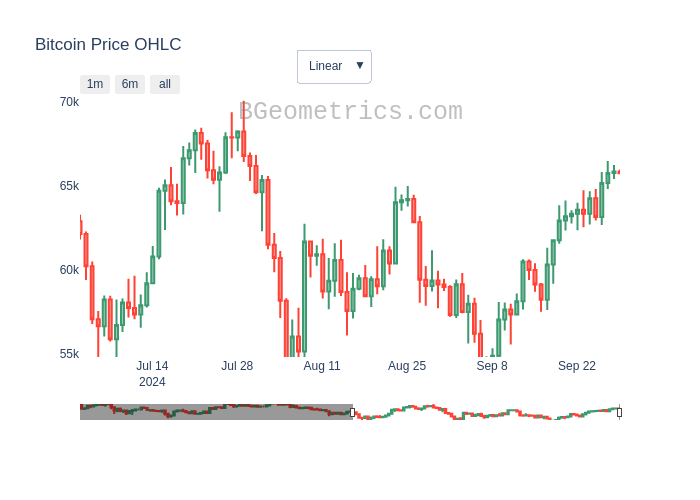 Bitcoin Price OHLC
Linear ▼
1m 6m all
BGeometrics.com
70k
65k
60k
55k
Jul 14 Jul 28 Aug 11 Aug 25 Sep 8 Sep 22
2024